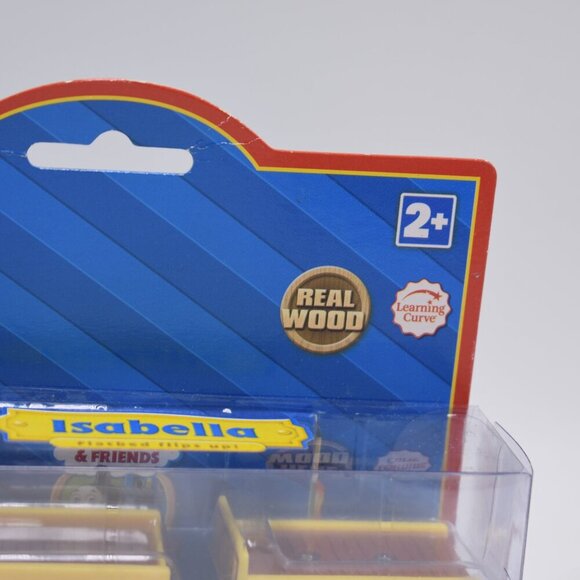 2+
REAL
WOOD
Learning
Curve
Isabella
Flatbed flips up!
& FRIENDS